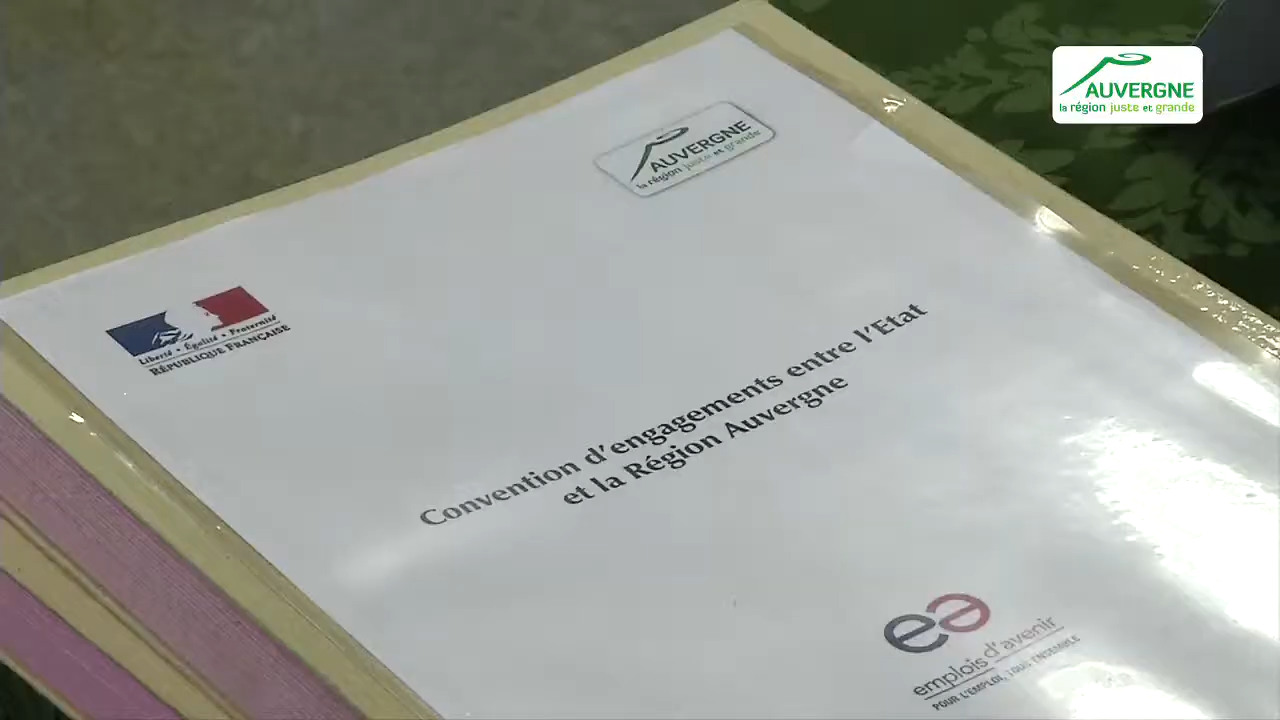 AUVERGNE
la région juste et grande
AUVERGNE
la région juste et grande
Liberté • Égalité • Fraternité
RÉPUBLIQUE FRANÇAISE
Convention d'engagements entre l'Etat
et la Région Auvergne
emplois d'avenir
POUR L'EMPLOI, TOUS ENSEMBLE